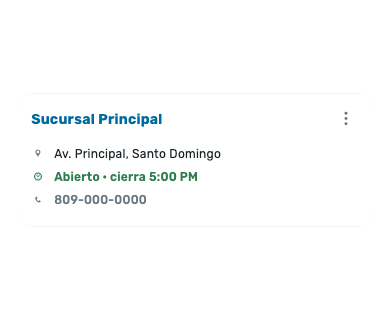 Sucursal Principal
Av. Principal, Santo Domingo
Abierto • cierra 5:00 PM
809-000-0000